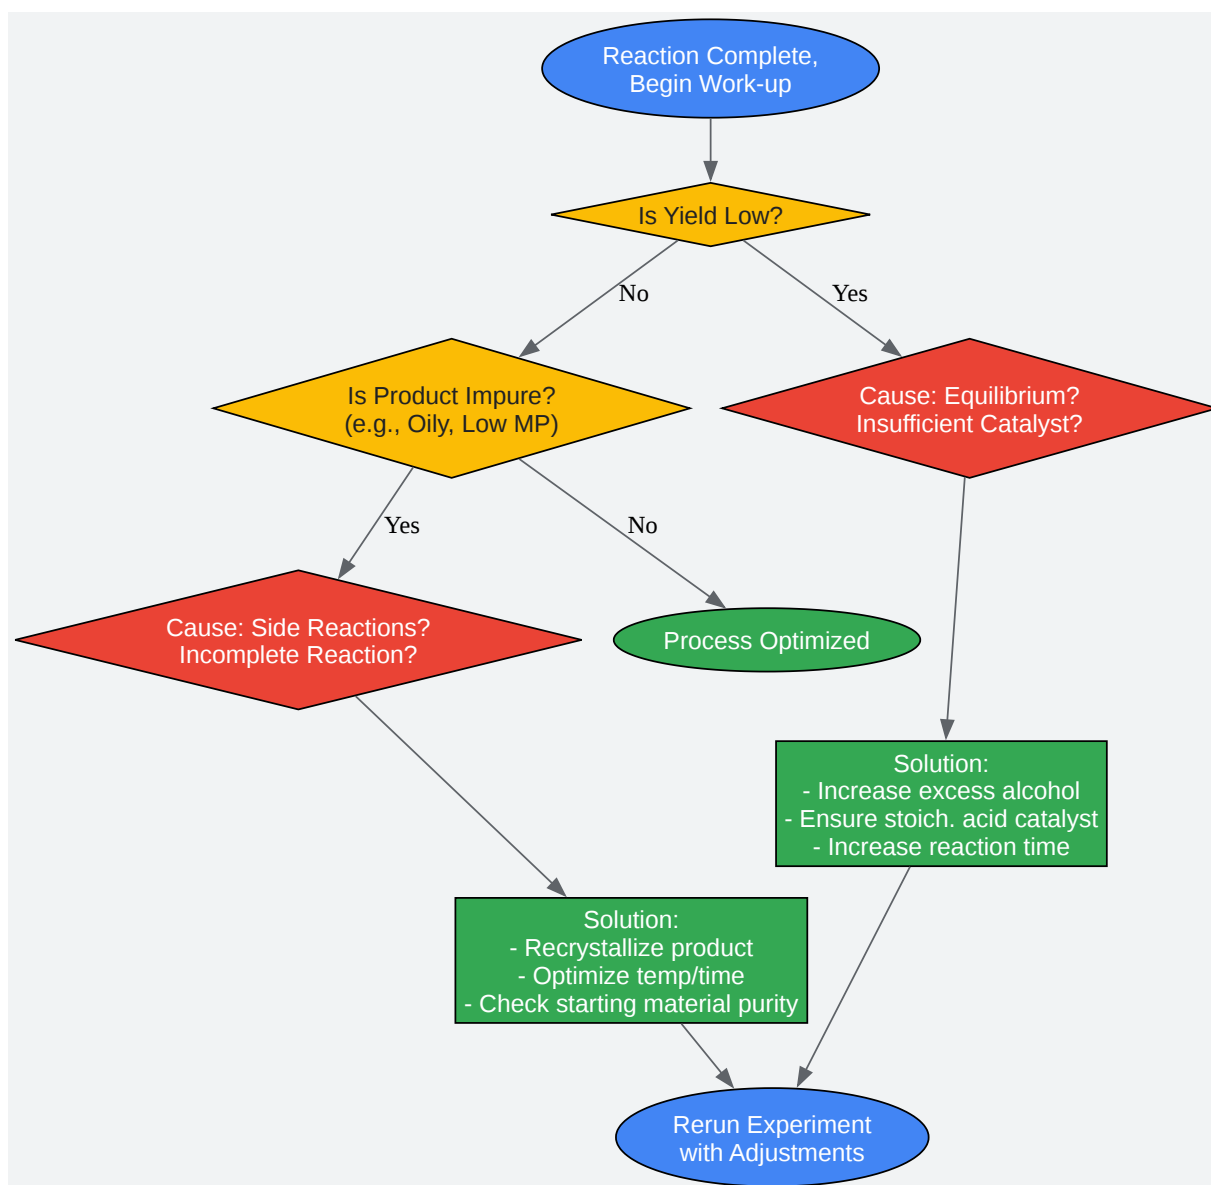 Reaction Complete,
Begin Work-up
Is Yield Low?
No
Yes
Is Product Impure?
(e.g., Oily, Low MP)
Cause: Equilibrium?
Insufficient Catalyst?
Yes
No
Cause: Side Reactions?
Incomplete Reaction?
Process Optimized
Solution:
- Increase excess alcohol
- Ensure stoich. acid catalyst
- Increase reaction time
Solution:
- Recrystallize product
- Optimize temp/time
- Check starting material purity
Rerun Experiment
with Adjustments